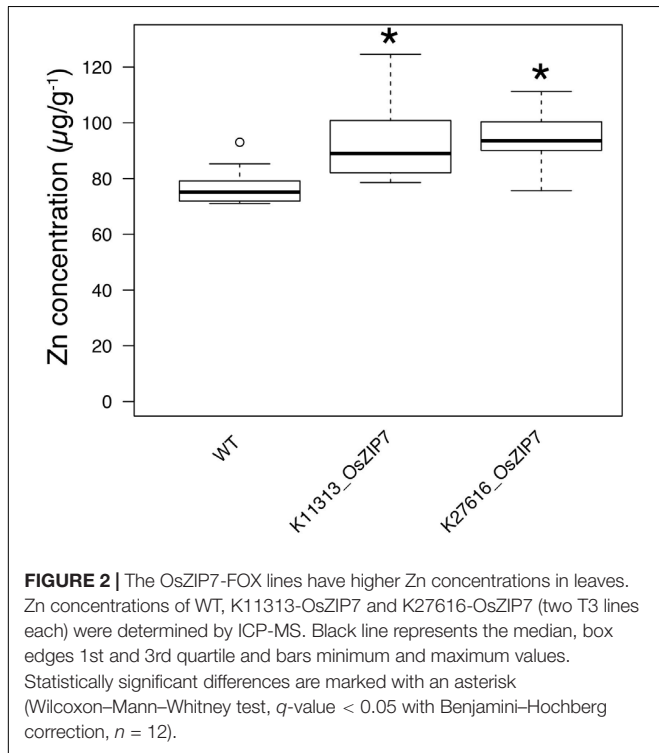 *
*
Zn concentration (µg/g⁻¹)
120
100
80
60
40
20
0
WT
K11313_OsZIP7
K27616_OsZIP7
FIGURE 2 | The OsZIP7-FOX lines have higher Zn concentrations in leaves.
Zn concentrations of WT, K11313-OsZIP7 and K27616-OsZIP7 (two T3 lines
each) were determined by ICP-MS. Black line represents the median, box
edges 1st and 3rd quartile and bars minimum and maximum values.
Statistically significant differences are marked with an asterisk
(Wilcoxon–Mann–Whitney test, q-value < 0.05 with Benjamini–Hochberg
correction, n = 12).